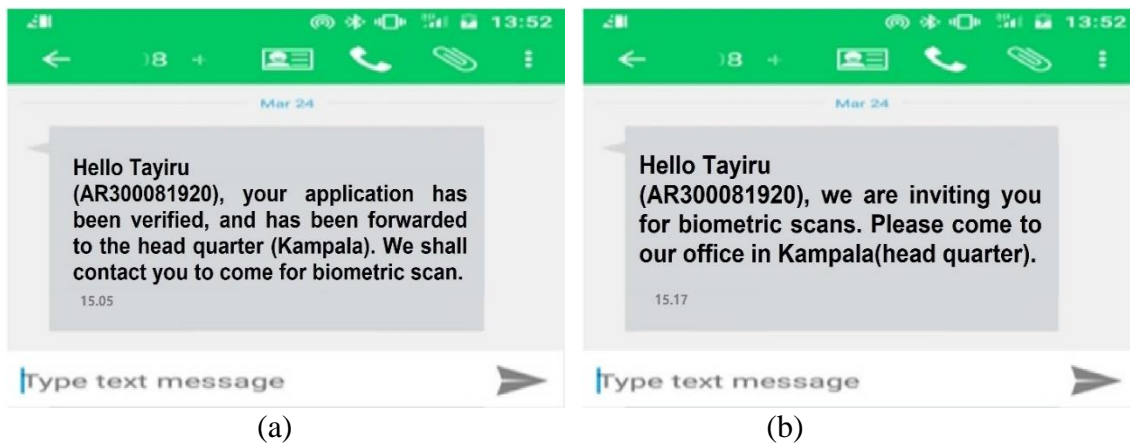 13:52
8 +
Mar 24
Hello Tayiru
(AR300081920), your application has
been verified, and has been forwarded
to the head quarter (Kampala). We shall
contact you to come for biometric scan.
15.05
Type text message
(a)
13:52
8 +
Mar 24
Hello Tayiru
(AR300081920), we are inviting you
for biometric scans. Please come to
our office in Kampala(head quarter).
15.17
Type text message
(b)